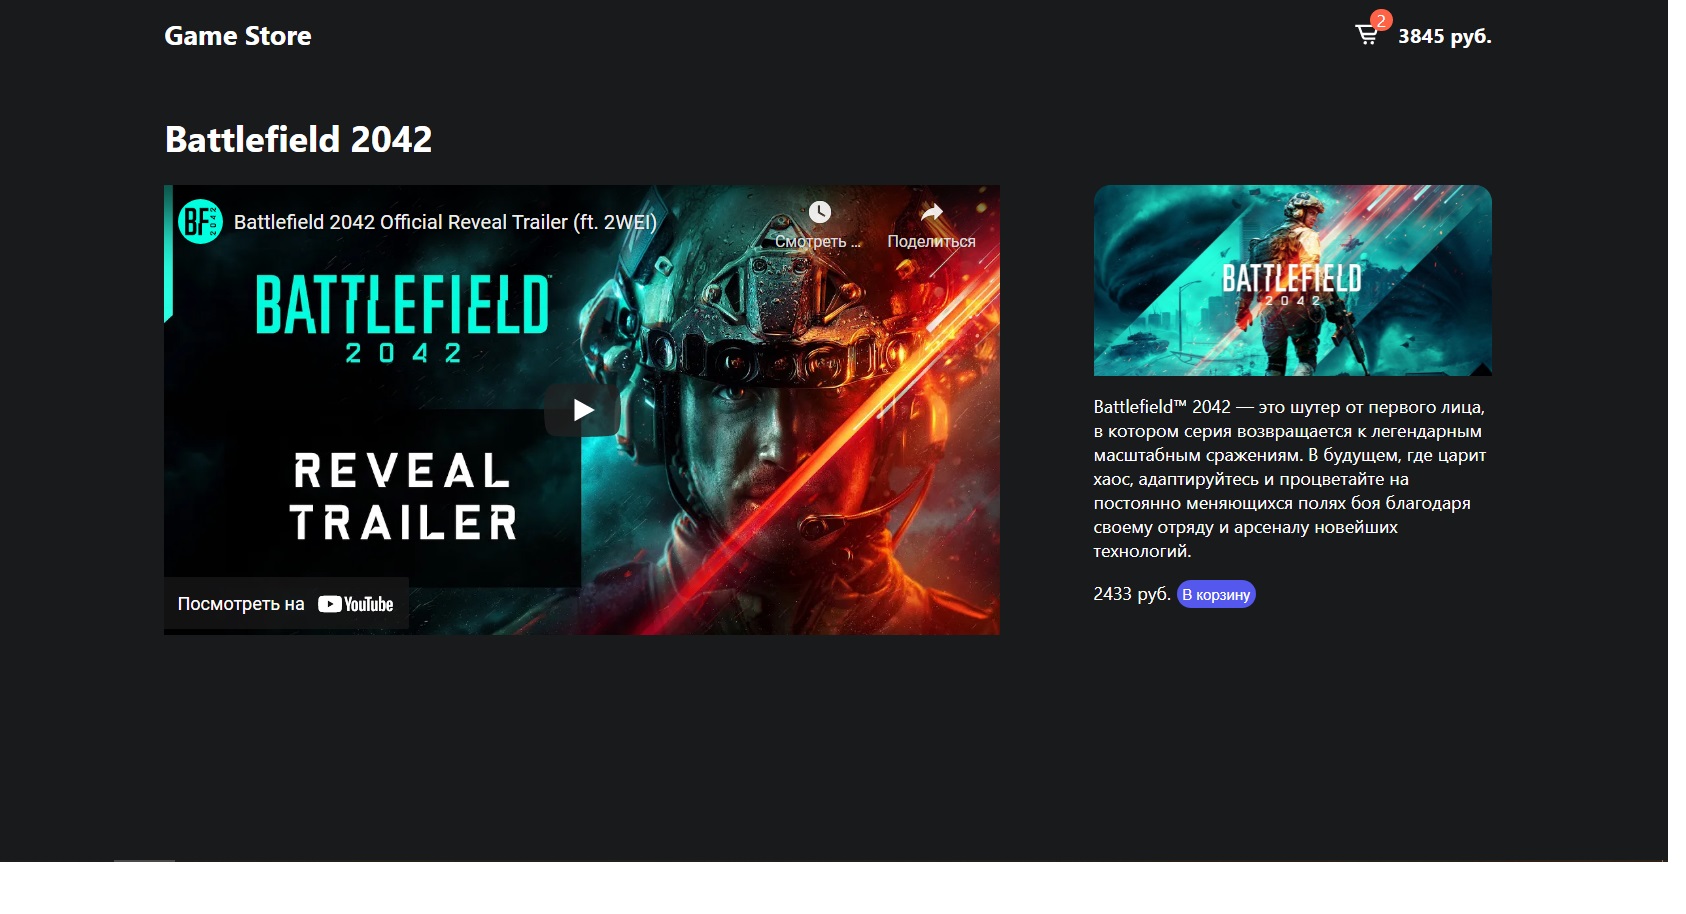 Game Store
2
3845 руб.
Battlefield 2042
BF 2042
Battlefield 2042 Official Reveal Trailer (ft. 2WEI)
Смотреть ...
Поделиться
BATTLEFIELD™
2042
REVEAL
TRAILER
Посмотреть на YouTube
BATTLEFIELD
2042
Battlefield™ 2042 — это шутер от первого лица,
в котором серия возвращается к легендарным
масштабным сражениям. В будущем, где царит
хаос, адаптируйтесь и процветайте на
постоянно меняющихся полях боя благодаря
своему отряду и арсеналу новейших
технологий.
2433 руб. В корзину